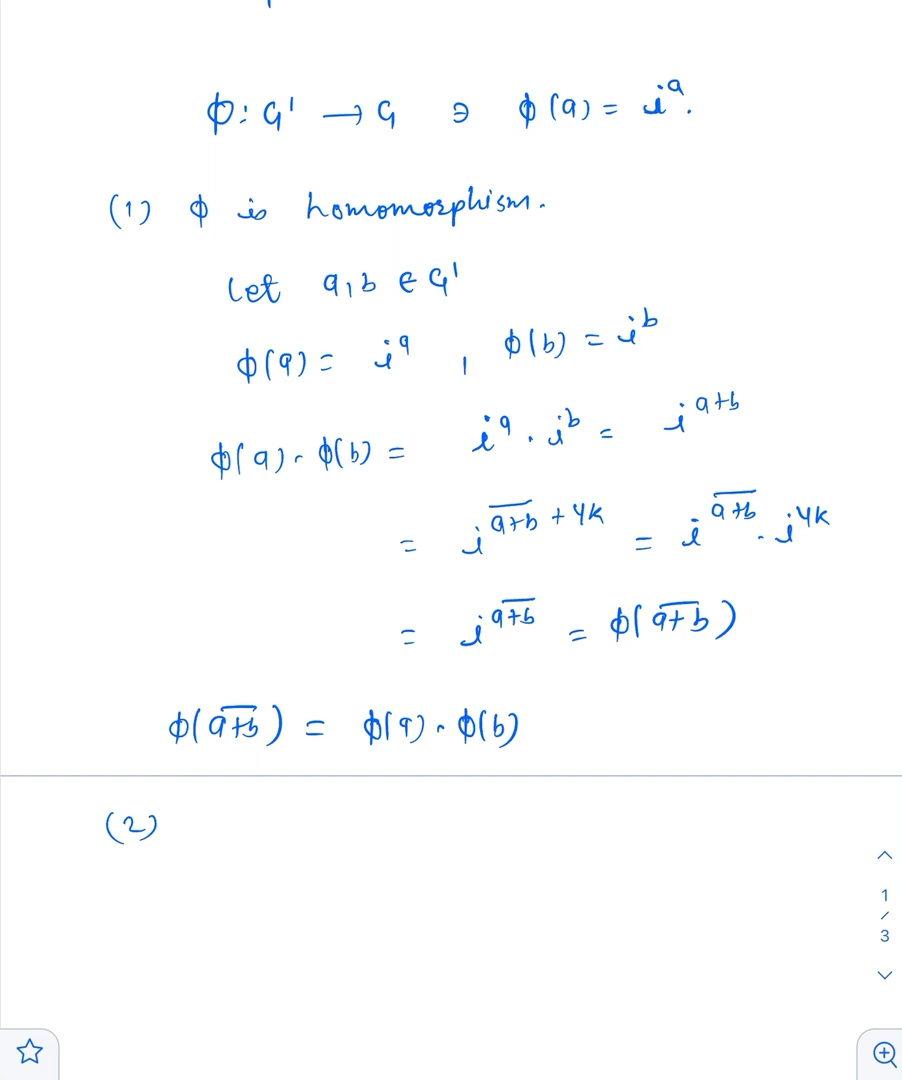 ϕ: G' → G ∋ ϕ(a) = i^a.
(1) ϕ is homomorphism.
Let a, b ∈ G'
ϕ(a) = i^a , ϕ(b) = i^b
ϕ(a) · ϕ(b) = i^a · i^b = i^{a+b}
= i^{\overline{a+b} + 4k} = i^{\overline{a+b}} · i^{4k}
= i^{\overline{a+b}} = ϕ(\overline{a+b})
ϕ(\overline{a+b}) = ϕ(a) · ϕ(b)
(2)
1
/
3